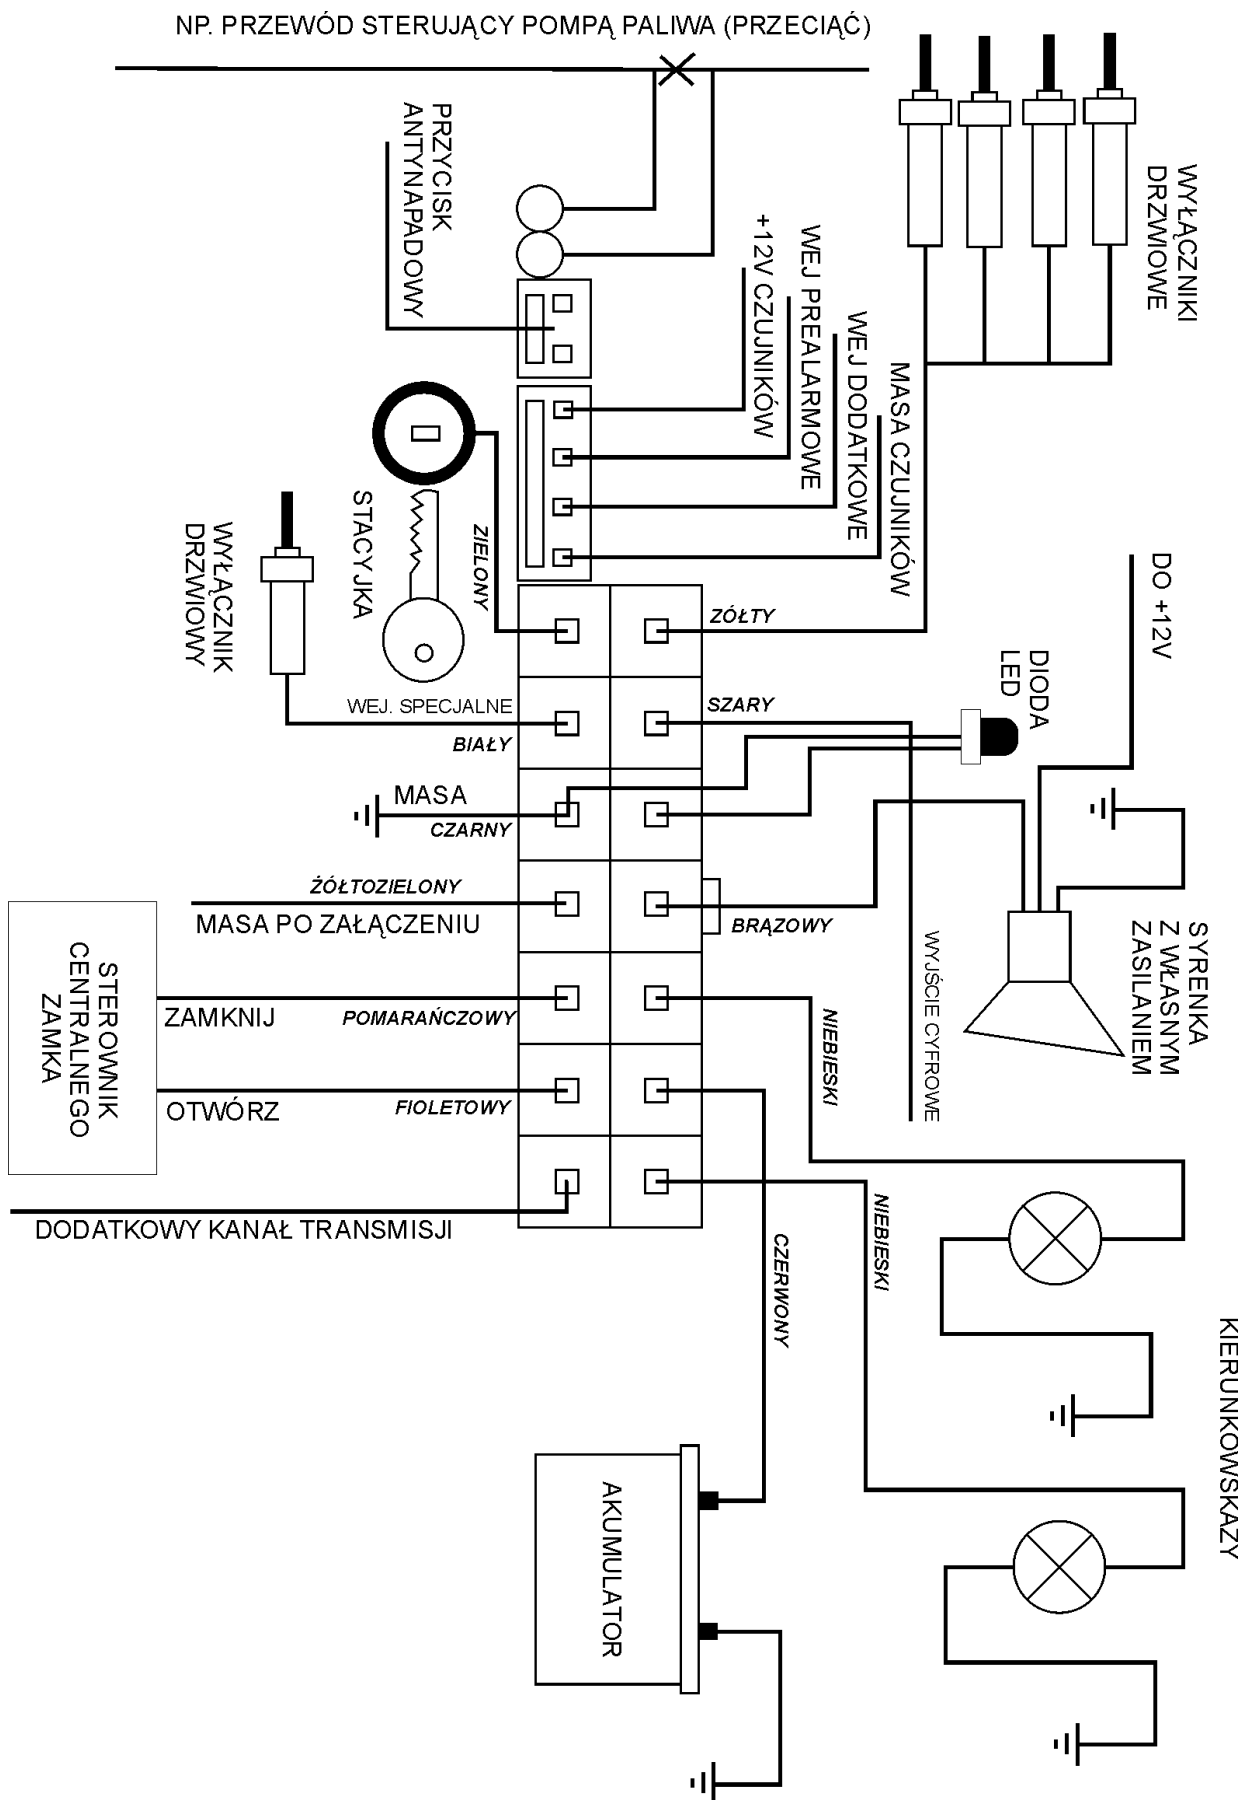 NP. PRZEWÓD STERUJĄCY POMPĄ PALIWA (PRZECIĄĆ)
PRZYCISK
ANTYNAPADOWY
WYŁĄCZNIKI
DRZWIOWE
+12V CZUJNIKÓW
WEJ PREALARMOWE
WEJ DODATKOWE
MASA CZUJNIKÓW
STACYJKA
ZIELONY
WYŁĄCZNIK
DRZWIOWY
ZÓŁTY
DO +12V
DIODA
LED
WEJ. SPECJALNE
BIAŁY
SZARY
MASA
CZARNY
ŻÓŁTOZIELONY
MASA PO ZAŁĄCZENIU
BRĄZOWY
WYJŚCIE CYFROWE
SYRENKA
Z WŁASNYM
ZASILANIEM
STEROWNIK
CENTRALNEGO
ZAMKA
ZAMKNIJ
POMARAŃCZOWY
NIEBIESKI
OTWÓRZ
FIOLETOWY
DODATKOWY KANAŁ TRANSMISJI
CZERWONY
NIEBIESKI
KIERUNKOWSKAZY
AKUMULATOR